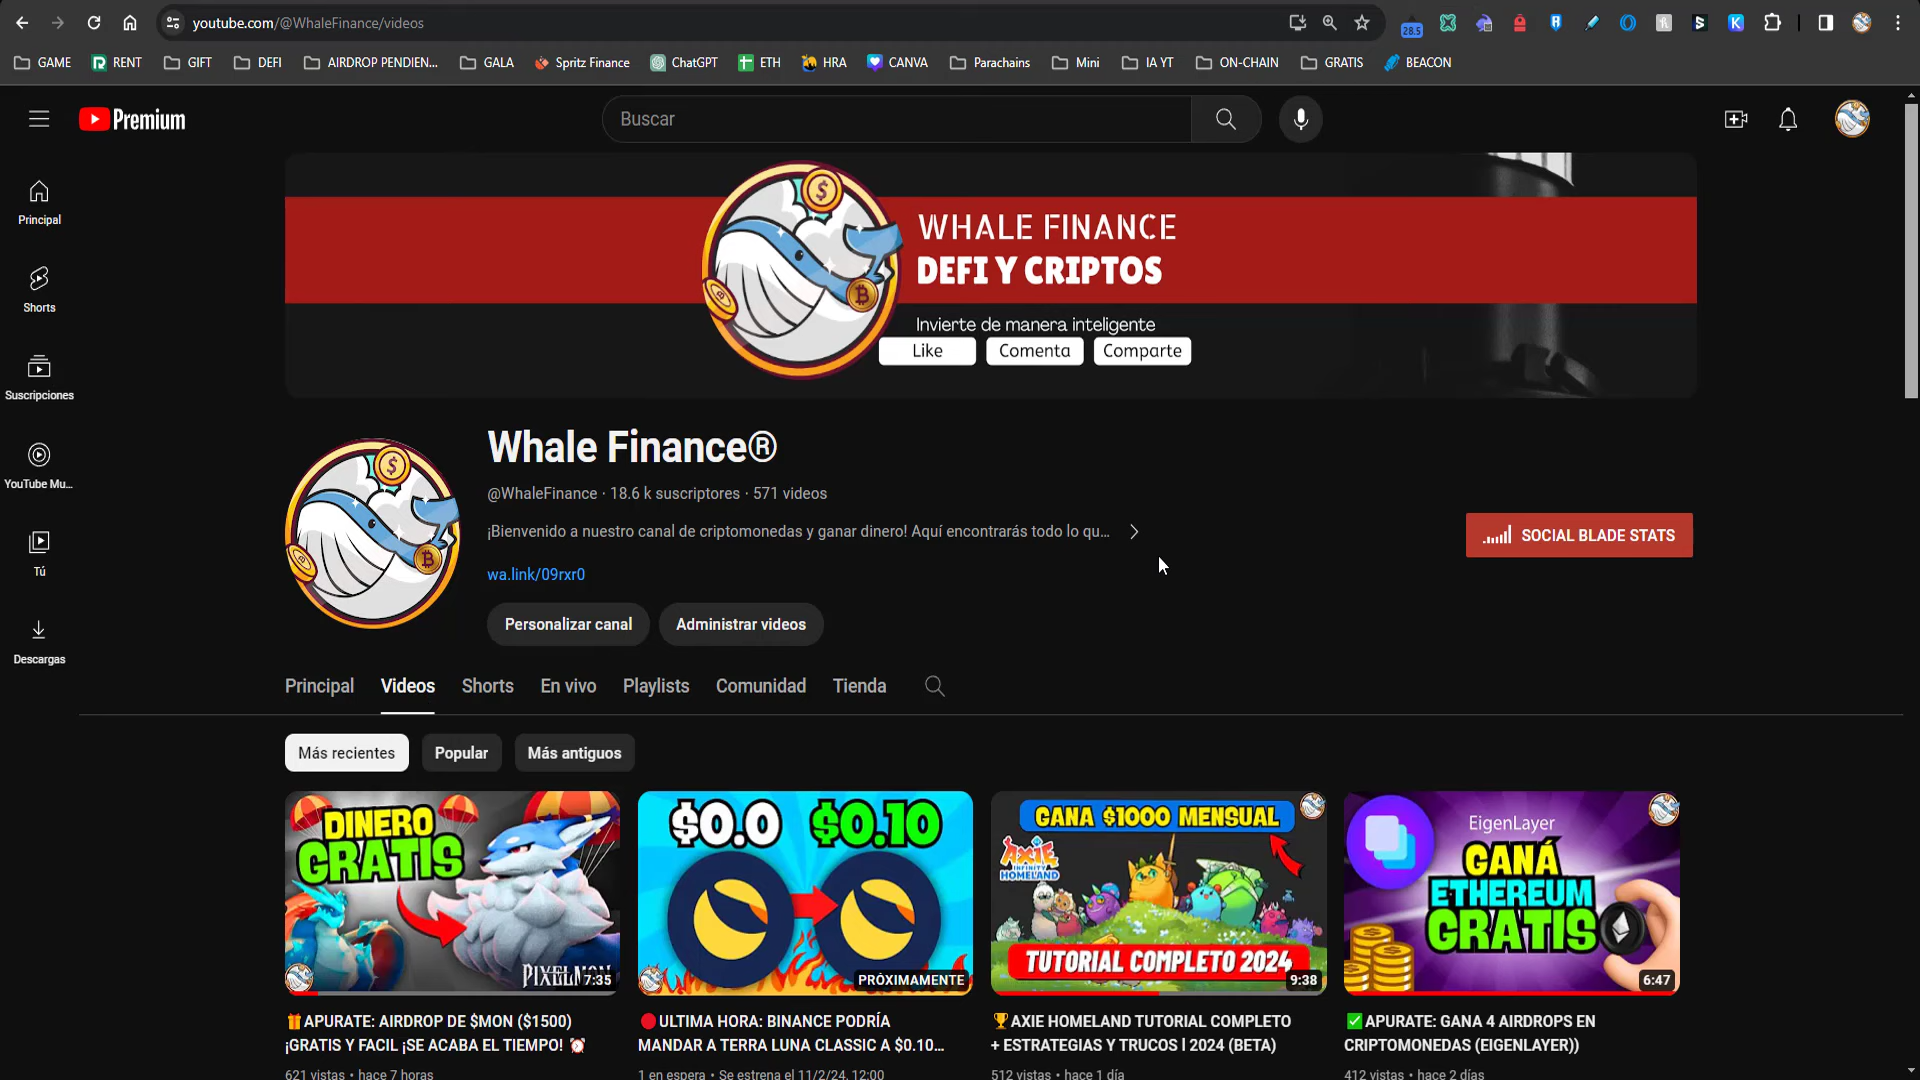 youtube.com/@WhaleFinance/videos
28.5
GAME
RENT
GIFT
DEFI
AIRDROP PENDIEN...
GALA
Spritz Finance
ChatGPT
ETH
HRA
CANVA
Parachains
Mini
IA YT
ON-CHAIN
GRATIS
BEACON
Premium
Buscar
Principal
Shorts
Suscripciones
YouTube Mu...
Tú
Descargas
WHALE FINANCE
DEFI Y CRIPTOS
Invierte de manera inteligente
Like
Comenta
Comparte
Whale Finance®
@WhaleFinance · 18.6 k suscriptores · 571 videos
¡Bienvenido a nuestro canal de criptomonedas y ganar dinero! Aquí encontrarás todo lo qu...
wa.link/09rxr0
SOCIAL BLADE STATS
Personalizar canal
Administrar videos
Principal
Videos
Shorts
En vivo
Playlists
Comunidad
Tienda
Más recientes
Popular
Más antiguos
DINERO
GRATIS
PIXELMON
7:35
🎁APURATE: AIRDROP DE $MON ($1500)
¡GRATIS Y FACIL ¡SE ACABA EL TIEMPO! ⏰
621 vistas • hace 7 horas
$0.0 $0.10
PRÓXIMAMENTE
🔴ULTIMA HORA: BINANCE PODRÍA
MANDAR A TERRA LUNA CLASSIC A $0.10...
1 en espera • Se estrena el 11/2/24, 12:00
GANA $1000 MENSUAL
AXIE
INFINITY
HOMELAND
TUTORIAL COMPLETO 2024
9:38
🏆AXIE HOMELAND TUTORIAL COMPLETO
+ ESTRATEGIAS Y TRUCOS l 2024 (BETA)
512 vistas • hace 1 día
EigenLayer
GANÁ
ETHEREUM
GRATIS
6:47
✅APURATE: GANA 4 AIRDROPS EN
CRIPTOMONEDAS (EIGENLAYER))
412 vistas • hace 2 días